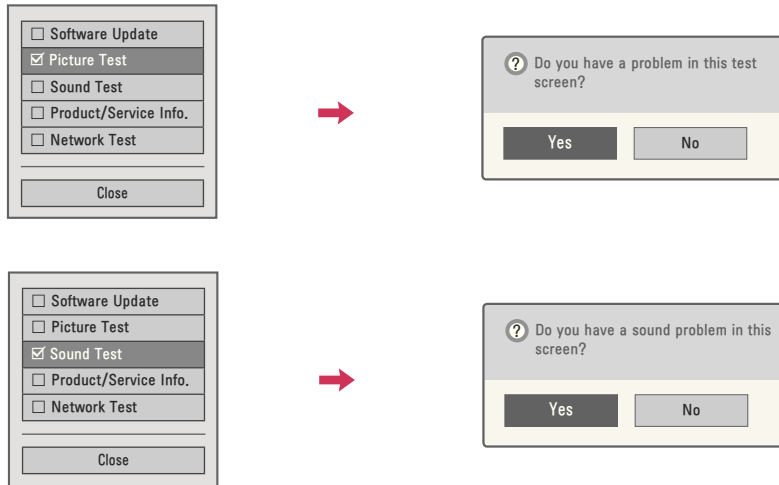 ☐ Software Update
☑ Picture Test
☐ Sound Test
☐ Product/Service Info.
☐ Network Test
Close
? Do you have a problem in this test
screen?
Yes No
☐ Software Update
☐ Picture Test
☑ Sound Test
☐ Product/Service Info.
☐ Network Test
Close
? Do you have a sound problem in this
screen?
Yes No